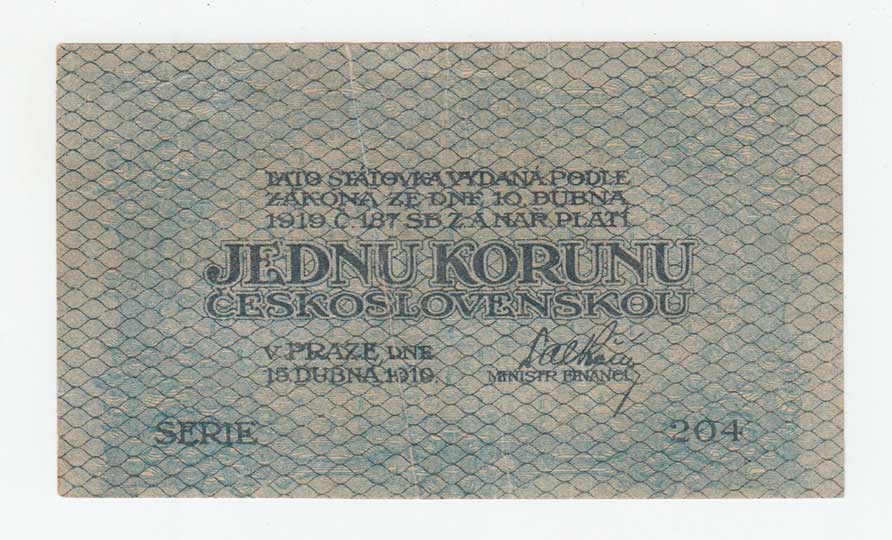 TATO STÁTOVKA VYDANÁ PODLE
ZÁKONA ZE DNE 10. DUBNA
1919 Č. 187 SB. Z. A NAŘ. PLATÍ
JEDNU KORUNU
ČESKOSLOVENSKOU
V PRAZE, DNE
15. DUBNA 1919.
MINISTR FINANCÍ.
SERIE 204